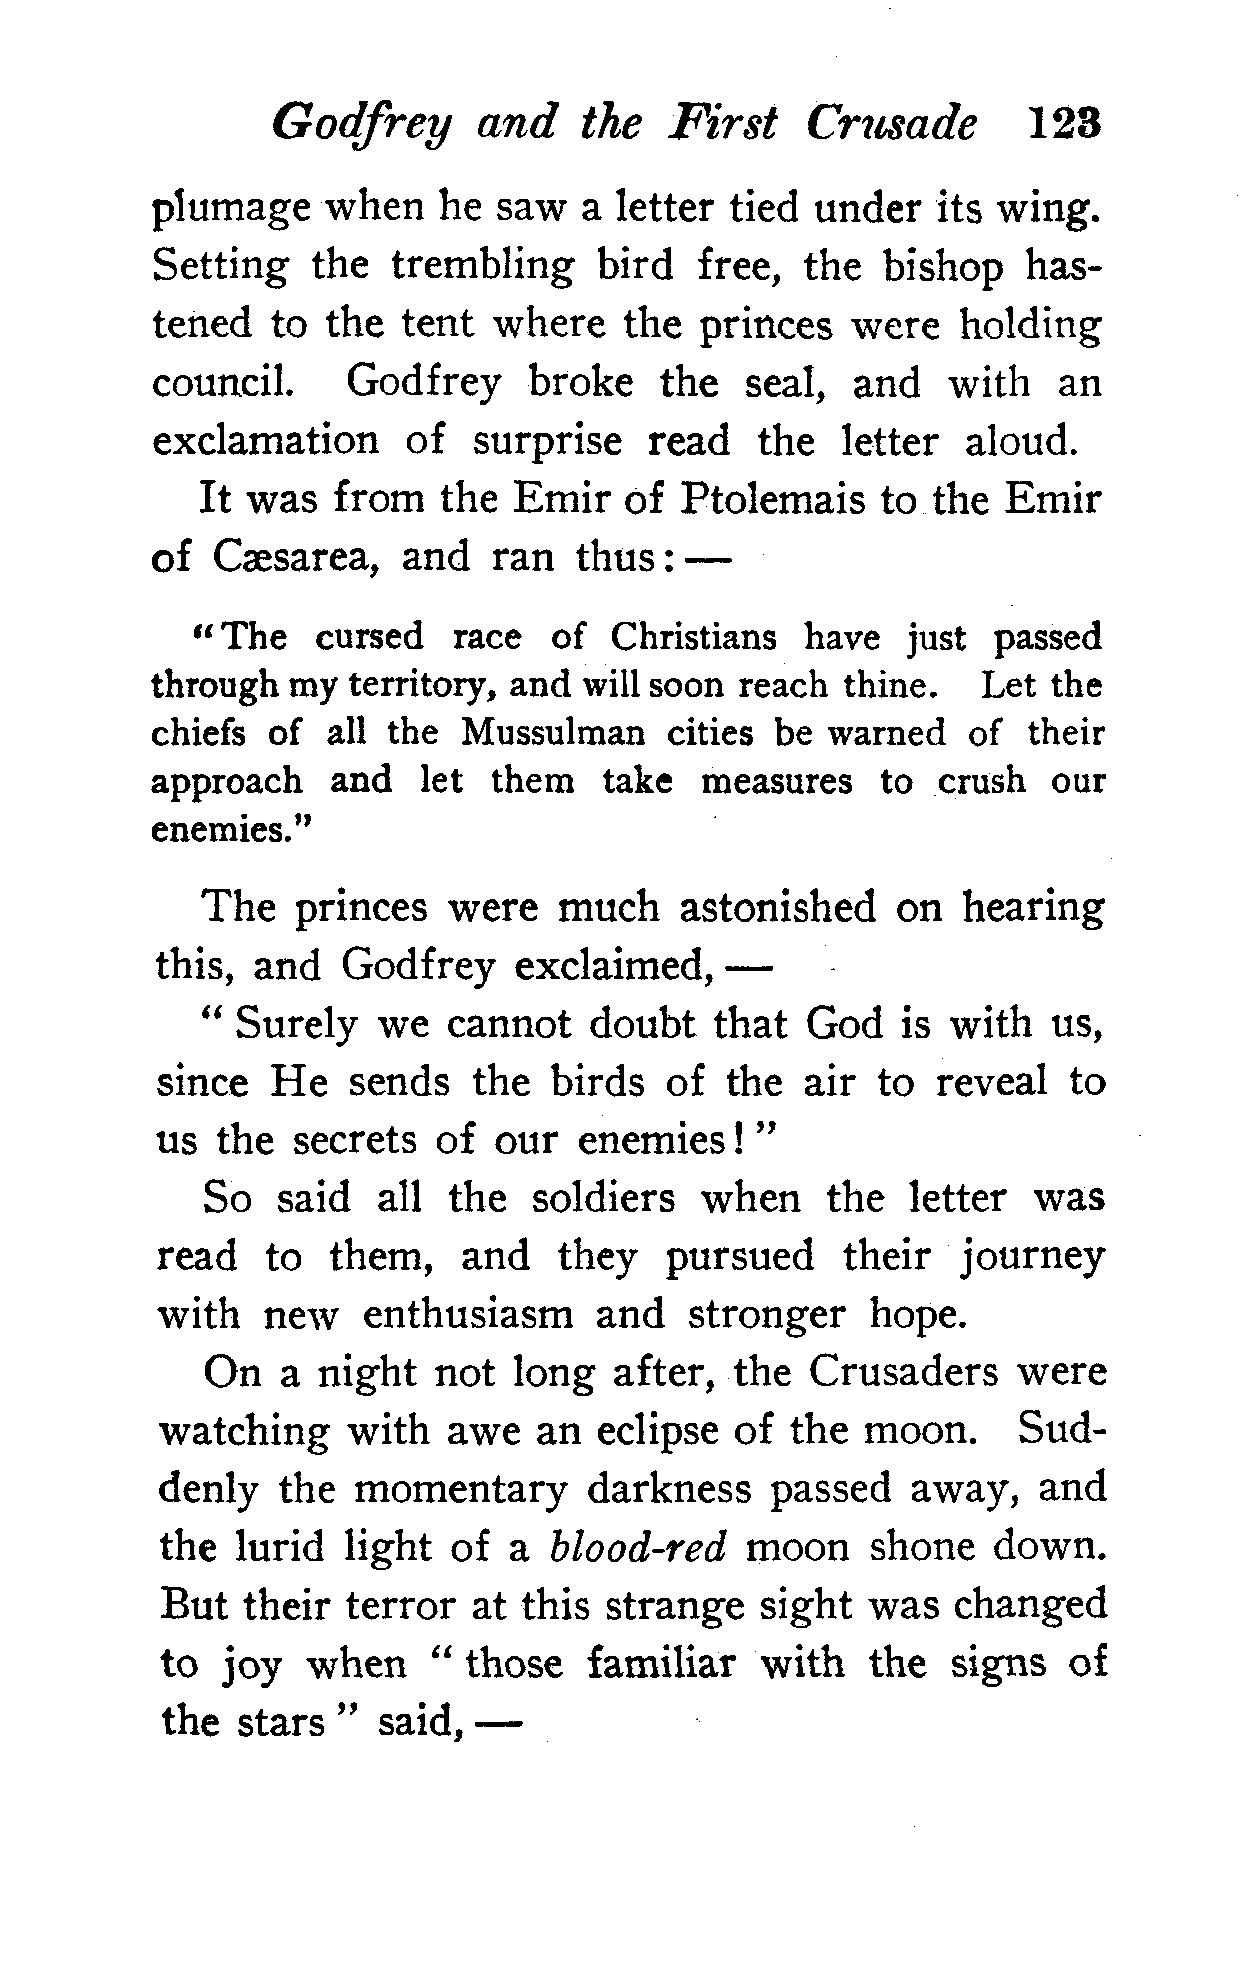 Godfrey and the First Crusade 123
plumage when he saw a letter tied under its wing.
Setting the trembling bird free, the bishop has-
tened to the tent where the princes were holding
council. Godfrey broke the seal, and with an
exclamation of surprise read the letter aloud.
It was from the Emir of Ptolemais to the Emir
of Cæsarea, and ran thus: —
"The cursed race of Christians have just passed
through my territory, and will soon reach thine. Let the
chiefs of all the Mussulman cities be warned of their
approach and let them take measures to crush our
enemies."
The princes were much astonished on hearing
this, and Godfrey exclaimed, —
" Surely we cannot doubt that God is with us,
since He sends the birds of the air to reveal to
us the secrets of our enemies! "
So said all the soldiers when the letter was
read to them, and they pursued their journey
with new enthusiasm and stronger hope.
On a night not long after, the Crusaders were
watching with awe an eclipse of the moon. Sud-
denly the momentary darkness passed away, and
the lurid light of a blood-red moon shone down.
But their terror at this strange sight was changed
to joy when " those familiar with the signs of
the stars " said, —